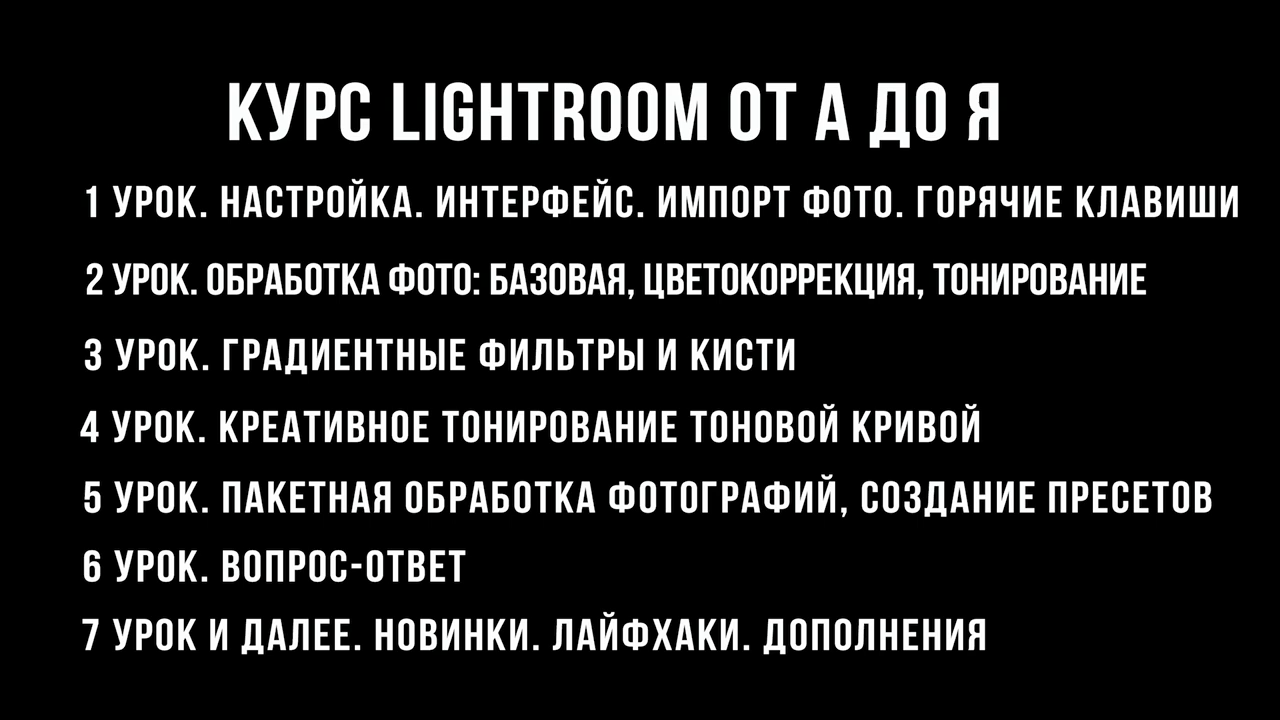 КУРС LIGHTROOM ОТ А ДО Я
1 УРОК. НАСТРОЙКА. ИНТЕРФЕЙС. ИМПОРТ ФОТО. ГОРЯЧИЕ КЛАВИШИ
2 УРОК. ОБРАБОТКА ФОТО: БАЗОВАЯ, ЦВЕТОКОРРЕКЦИЯ, ТОНИРОВАНИЕ
3 УРОК. ГРАДИЕНТНЫЕ ФИЛЬТРЫ И КИСТИ
4 УРОК. КРЕАТИВНОЕ ТОНИРОВАНИЕ ТОНОВОЙ КРИВОЙ
5 УРОК. ПАКЕТНАЯ ОБРАБОТКА ФОТОГРАФИЙ, СОЗДАНИЕ ПРЕСЕТОВ
6 УРОК. ВОПРОС-ОТВЕТ
7 УРОК И ДАЛЕЕ. НОВИНКИ. ЛАЙФХАКИ. ДОПОЛНЕНИЯ